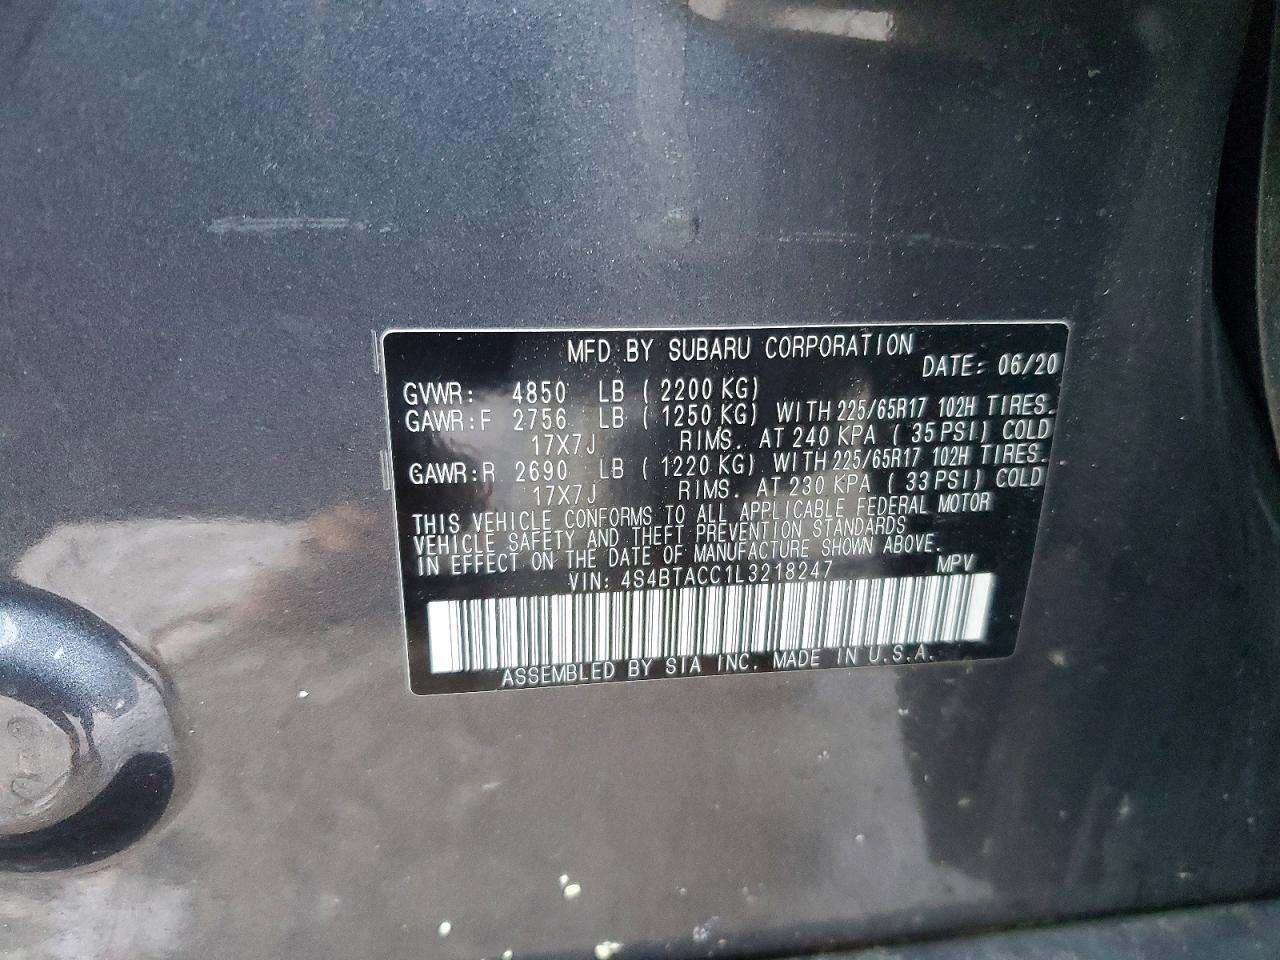 MFD BY SUBARU CORPORATION
DATE: 06/20
GVWR: 4850 LB ( 2200 KG)
GAWR:F 2756 LB ( 1250 KG) WITH 225/65R17 102H TIRES.
17X7J RIMS. AT 240 KPA ( 35 PSI) COLD
GAWR:R 2690 LB ( 1220 KG) WITH 225/65R17 102H TIRES.
17X7J RIMS. AT 230 KPA ( 33 PSI) COLD
THIS VEHICLE CONFORMS TO ALL APPLICABLE FEDERAL MOTOR
VEHICLE SAFETY AND THEFT PREVENTION STANDARDS
IN EFFECT ON THE DATE OF MANUFACTURE SHOWN ABOVE.
VIN: 4S4BTACC1L3218247 MPV
ASSEMBLED BY SIA INC. MADE IN U.S.A.